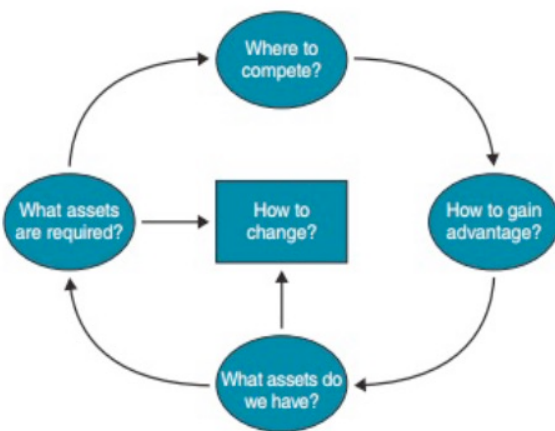 Where to
compete?
What assets
are required?
How to
change?
How to gain
advantage?
What assets do
we have?